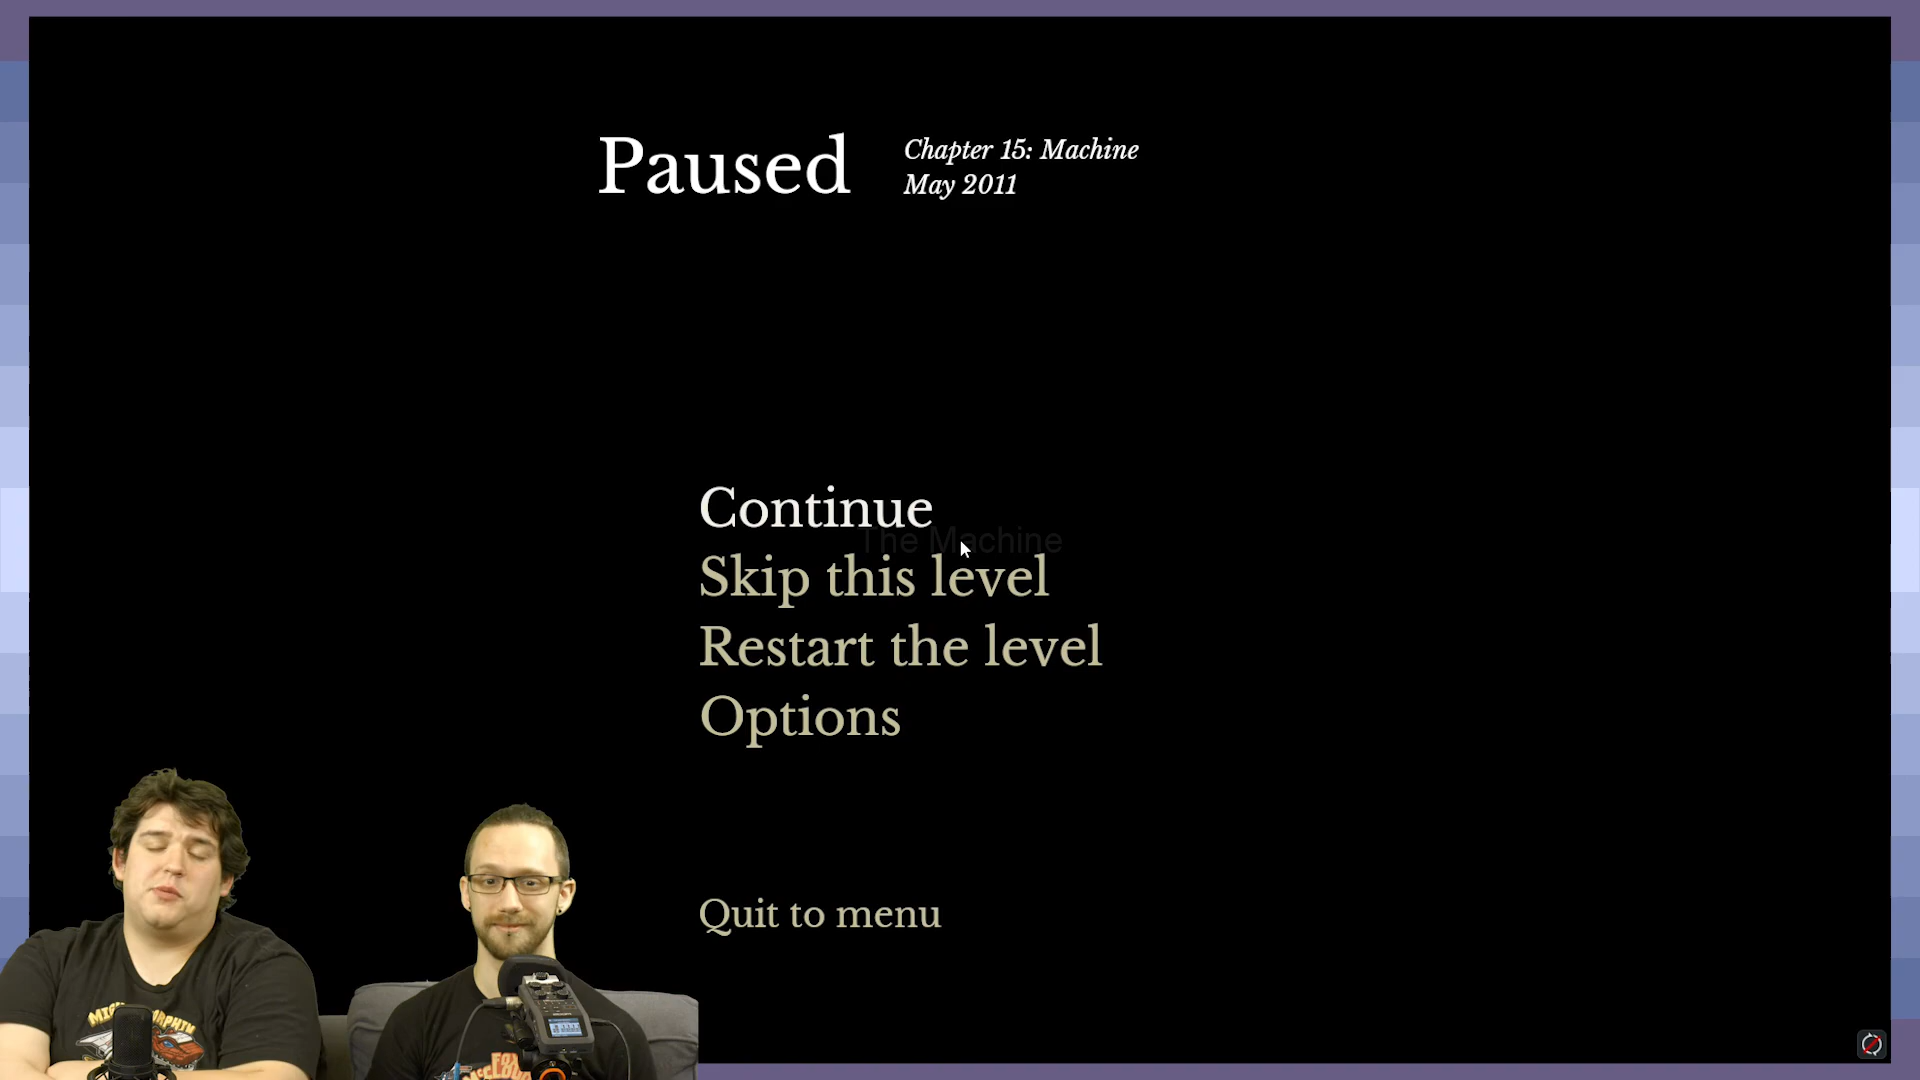 Paused
Chapter 15: Machine
May 2011
Continue
The Machine
Skip this level
Restart the level
Options
Quit to menu